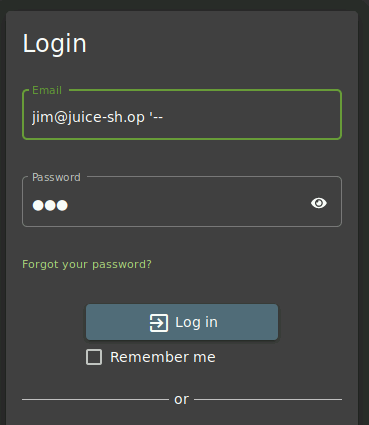 Login
Email
jim@juice-sh.op '--
Password
●●●
Forgot your password?
Log in
Remember me
or